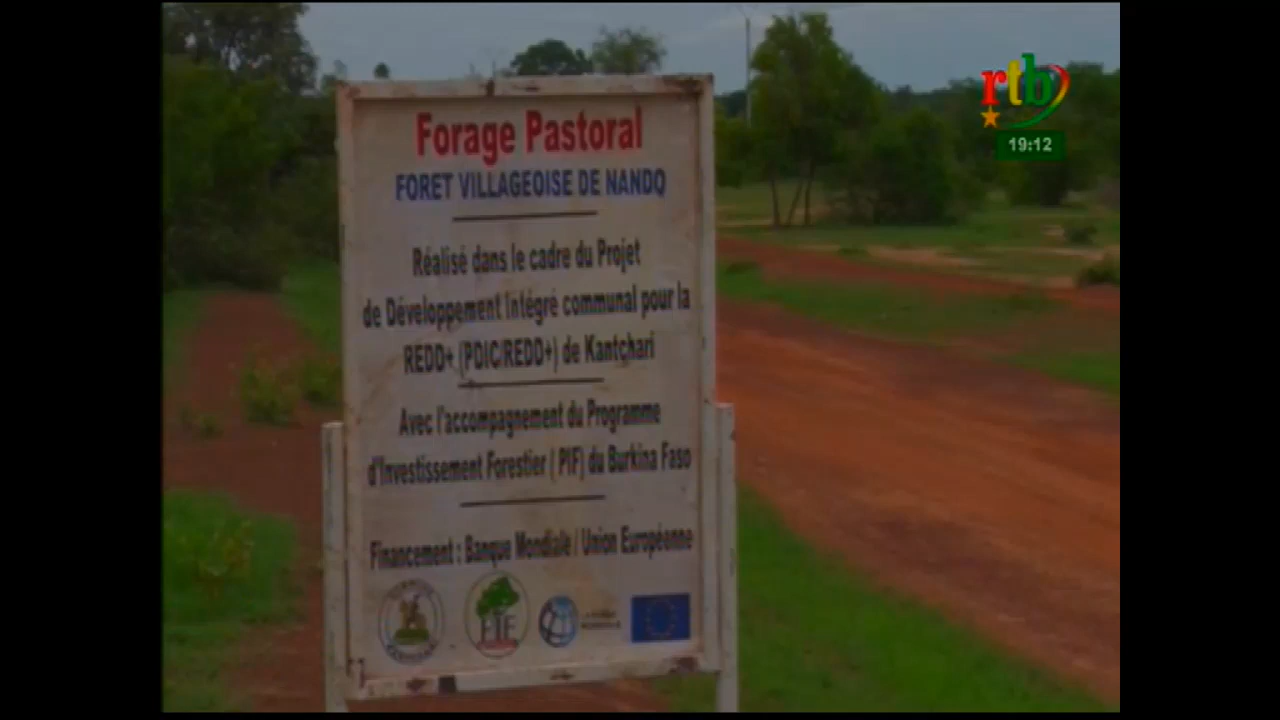 rtb
19:12
Forage Pastoral
FORET VILLAGEOISE DE NANDO
Réalisé dans le cadre du Projet
de Développement Intégré communal pour la
REDD+ (PDIC/REDD+) de Kantchari
Avec l'accompagnement du Programme
d'Investissement Forestier ( PIF) du Burkina Faso
Financement : Banque Mondiale / Union Européenne